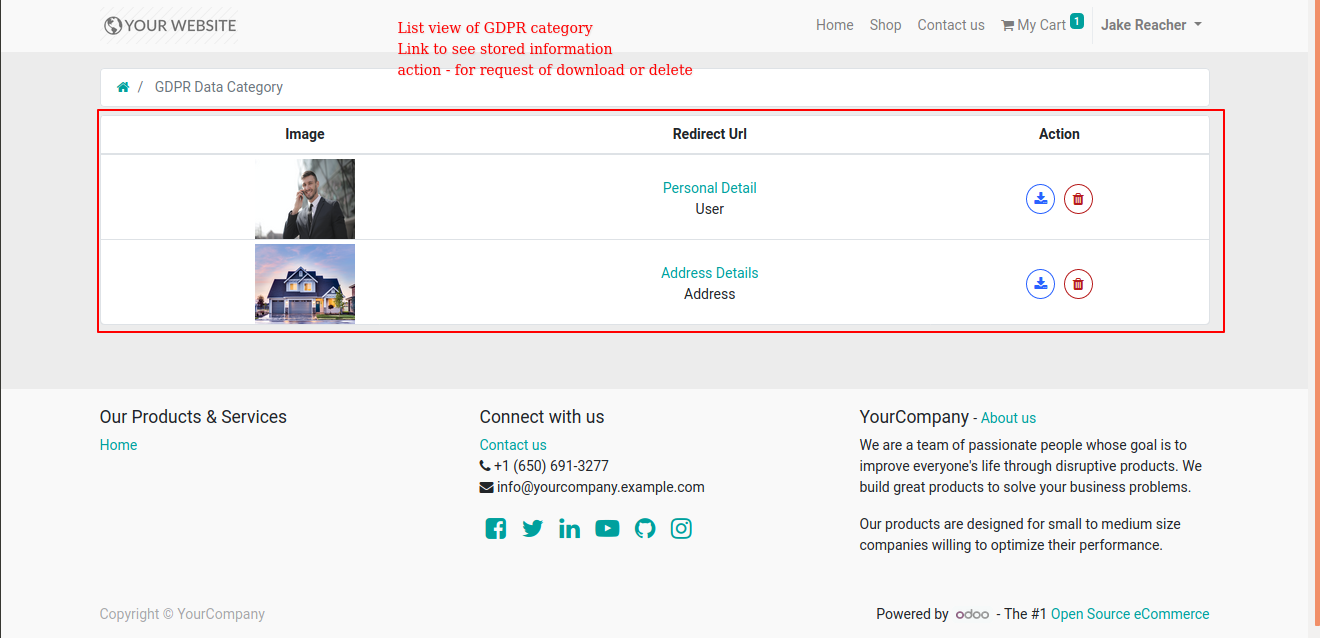 YOUR WEBSITE
Home
Shop
Contact us
My Cart 1
Jake Reacher
List view of GDPR category
Link to see stored information
action - for request of download or delete
/ GDPR Data Category
Image
Redirect Url
Action
Personal Detail
User
Address Details
Address
Our Products & Services
Home
Connect with us
Contact us
+1 (650) 691-3277
info@yourcompany.example.com
YourCompany - About us
We are a team of passionate people whose goal is to
improve everyone's life through disruptive products. We
build great products to solve your business problems.
Our products are designed for small to medium size
companies willing to optimize their performance.
Copyright © YourCompany
Powered by odoo - The #1 Open Source eCommerce